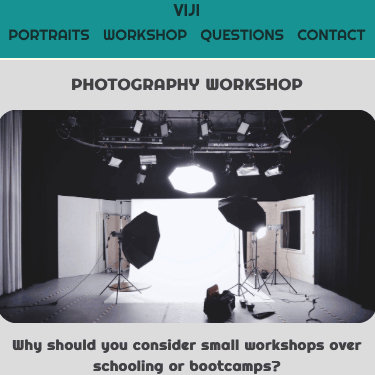 VIJI
PORTRAITS WORKSHOP QUESTIONS CONTACT
PHOTOGRAPHY WORKSHOP
Why should you consider small workshops over
schooling or bootcamps?